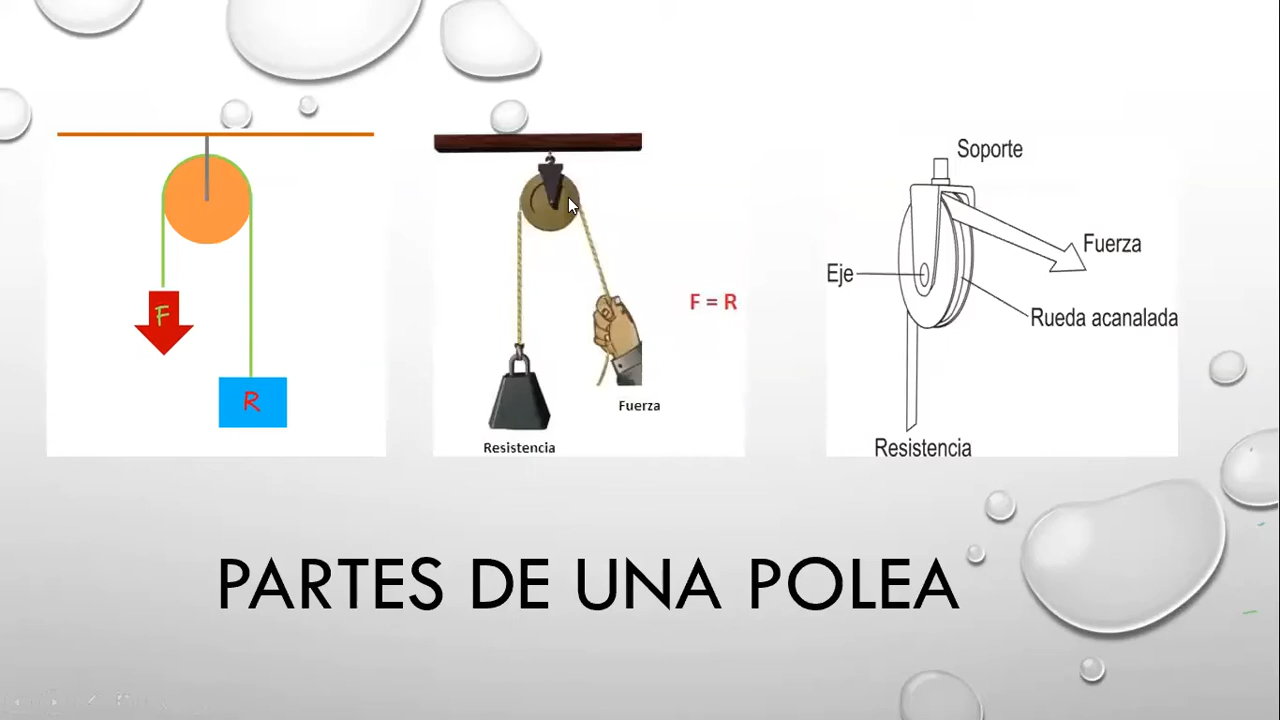 F
R
F = R
Fuerza
Resistencia
Soporte
Fuerza
Eje
Rueda acanalada
Resistencia
PARTES DE UNA POLEA